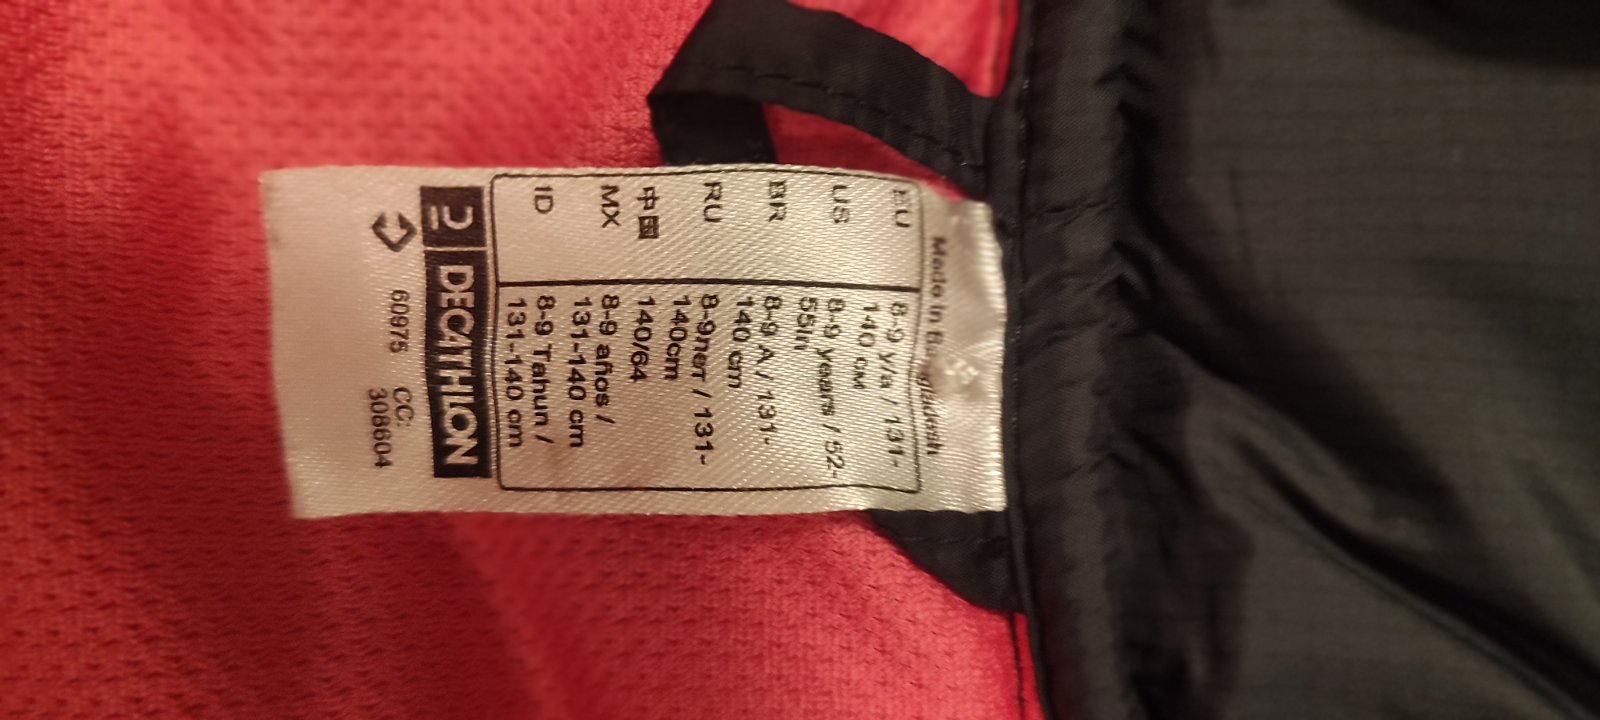 Made in Bangladesh
EU 8-9 y/a / 131-
140 см
US 8-9 years / 52-
55in
BR 8-9 A / 131-
140 cm
RU 8-9лет / 131-
140cm
中国 140/64
MX 8-9 años /
131-140 cm
ID 8-9 Tahun /
131-140 cm
DECATHLON
60975 CC:
308604